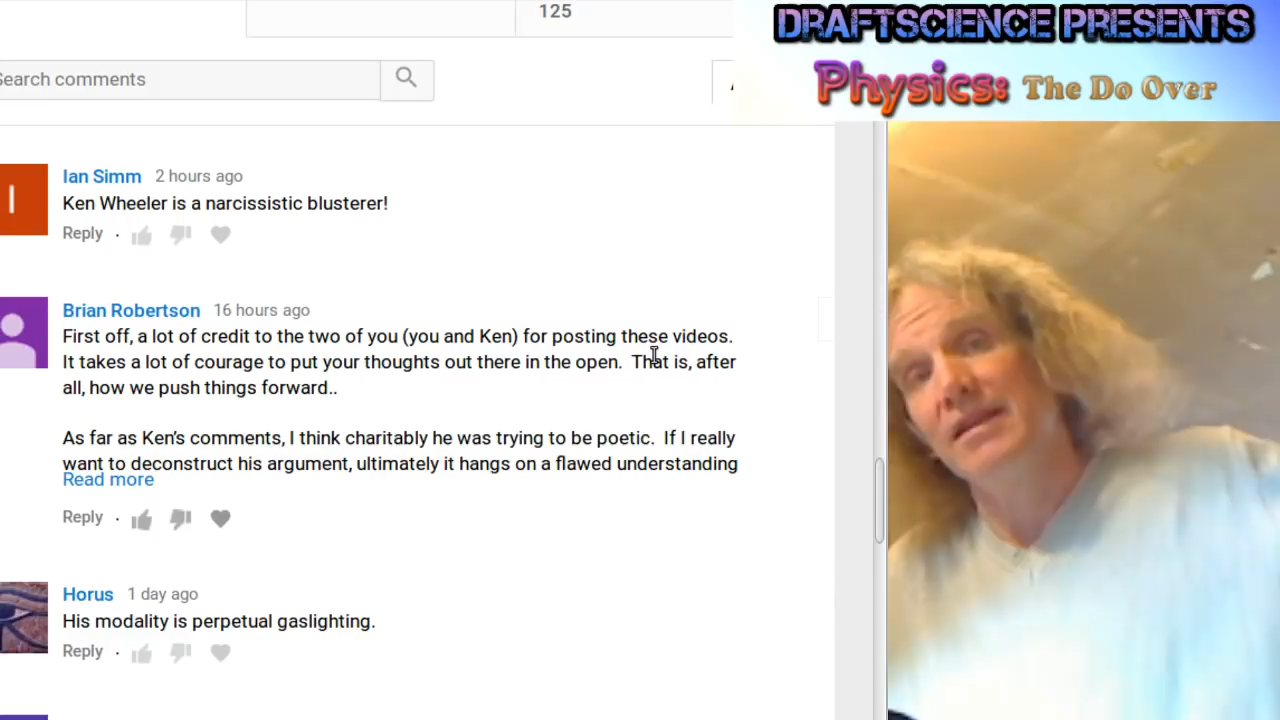 125
DRAFTSCIENCE PRESENTS
Physics: The Do Over
Search comments
I
Ian Simm 2 hours ago
Ken Wheeler is a narcissistic blusterer!
Reply
Brian Robertson 16 hours ago
First off, a lot of credit to the two of you (you and Ken) for posting these videos.
It takes a lot of courage to put your thoughts out there in the open. That is, after
all, how we push things forward..
As far as Ken's comments, I think charitably he was trying to be poetic. If I really
want to deconstruct his argument, ultimately it hangs on a flawed understanding
Read more
Reply
Horus 1 day ago
His modality is perpetual gaslighting.
Reply